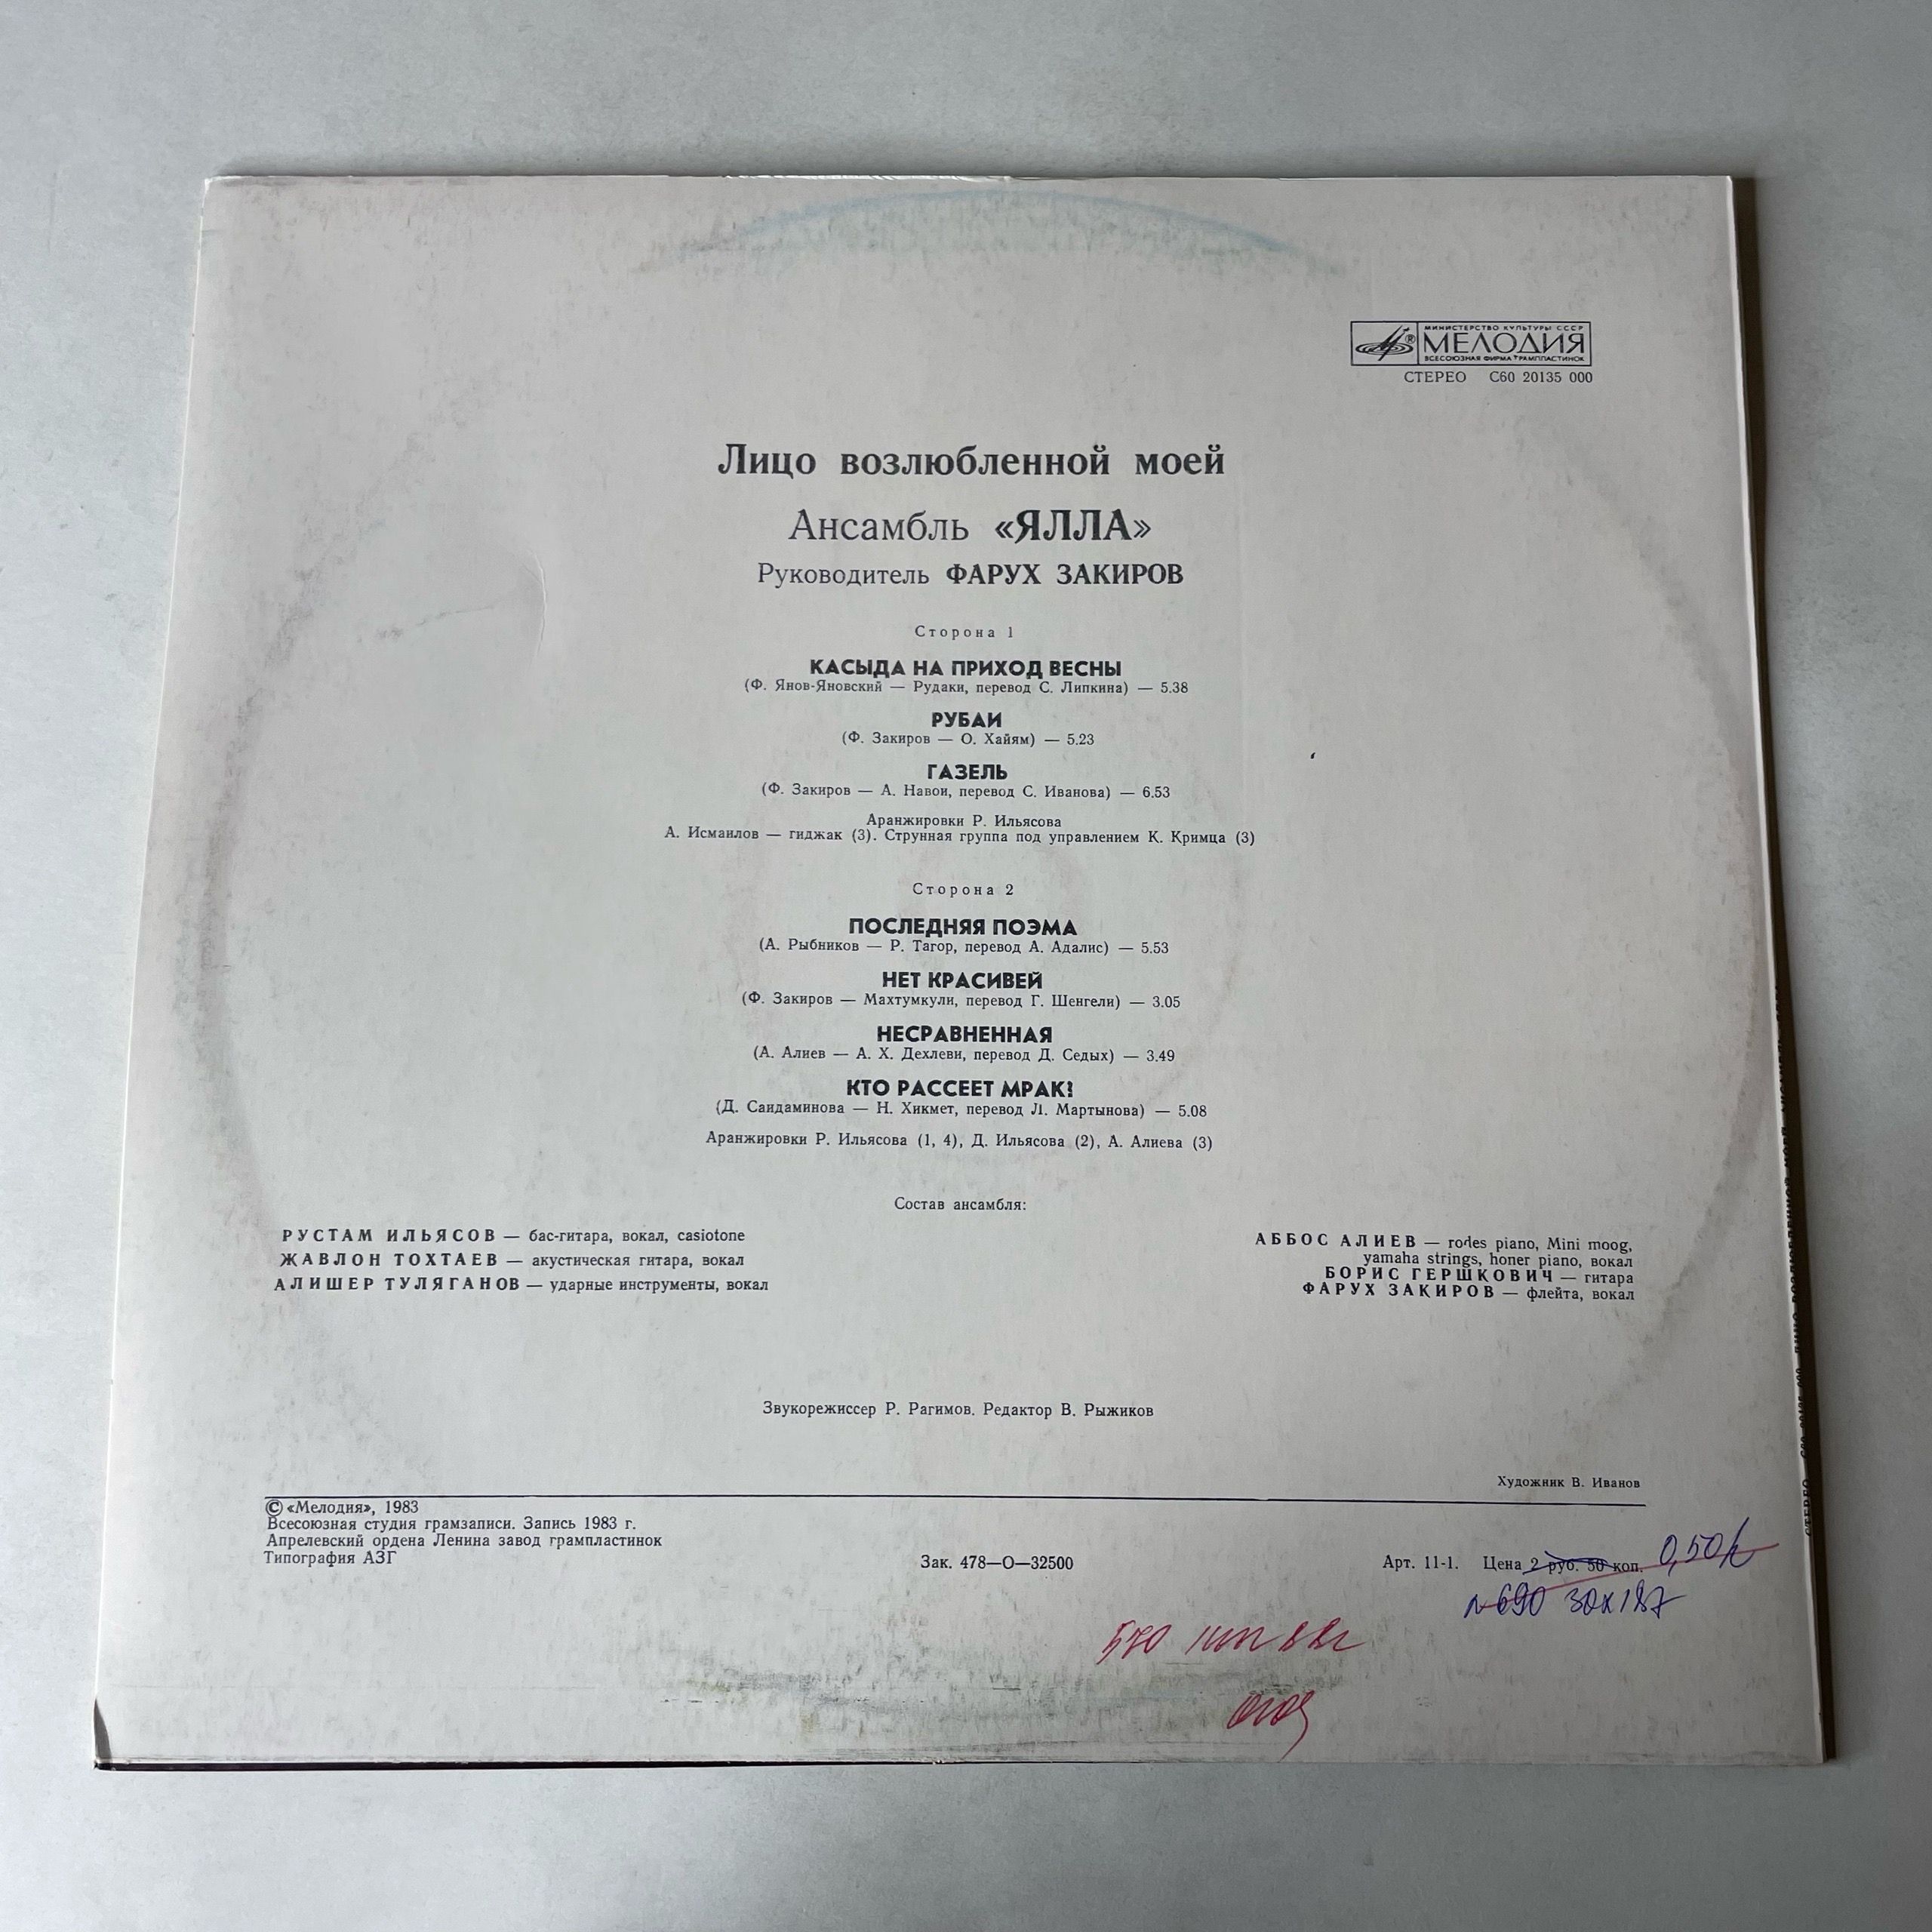 МИНИСТЕРСТВО КУЛЬТУРЫ СССР
МЕЛОДИЯ
ВСЕСОЮЗНАЯ ФИРМА ГРАМПЛАСТИНОК
СТЕРЕО С60 20135 000
Лицо возлюбленной моей
Ансамбль «ЯЛЛА»
Руководитель ФАРУХ ЗАКИРОВ
Сторона 1
КАСЫДА НА ПРИХОД ВЕСНЫ
(Ф. Янов-Яновский — Рудаки, перевод С. Липкина) — 5.38
РУБАИ
(Ф. Закиров — О. Хайям) — 5.23
ГАЗЕЛЬ
(Ф. Закиров — А. Навои, перевод С. Иванова) — 6.53
Аранжировки Р. Ильясова
А. Исмаилов — гиджак (3). Струнная группа под управлением К. Кримца (3)
Сторона 2
ПОСЛЕДНЯЯ ПОЭМА
(А. Рыбников — Р. Тагор, перевод А. Адалис) — 5.53
НЕТ КРАСИВЕЙ
(Ф. Закиров — Махтумкули, перевод Г. Шенгели) — 3.05
НЕСРАВНЕННАЯ
(А. Алиев — А. Х. Дехлеви, перевод Д. Седых) — 3.49
КТО РАССЕЕТ МРАК?
(Д. Саидаминова — Н. Хикмет, перевод Л. Мартынова) — 5.08
Аранжировки Р. Ильясова (1, 4), Д. Ильясова (2), А. Алиева (3)
Состав ансамбля:
РУСТАМ ИЛЬЯСОВ — бас-гитара, вокал, casiotone
ЖАВЛОН ТОХТАЕВ — акустическая гитара, вокал
АЛИШЕР ТУЛЯГАНОВ — ударные инструменты, вокал
АББОС АЛИЕВ — rodes piano, Mini moog,
yamaha strings, honer piano, вокал
БОРИС ГЕРШКОВИЧ — гитара
ФАРУХ ЗАКИРОВ — флейта, вокал
Звукорежиссер Р. Рагимов. Редактор В. Рыжиков
Художник В. Иванов
© «Мелодия», 1983
Всесоюзная студия грамзаписи. Запись 1983 г.
Апрелевский ордена Ленина завод грампластинок
Типография АЗГ
Зак. 478—О—32500
Арт. 11-1. Цена 2 руб. 50 коп. 0,50к
№690 30х187
570